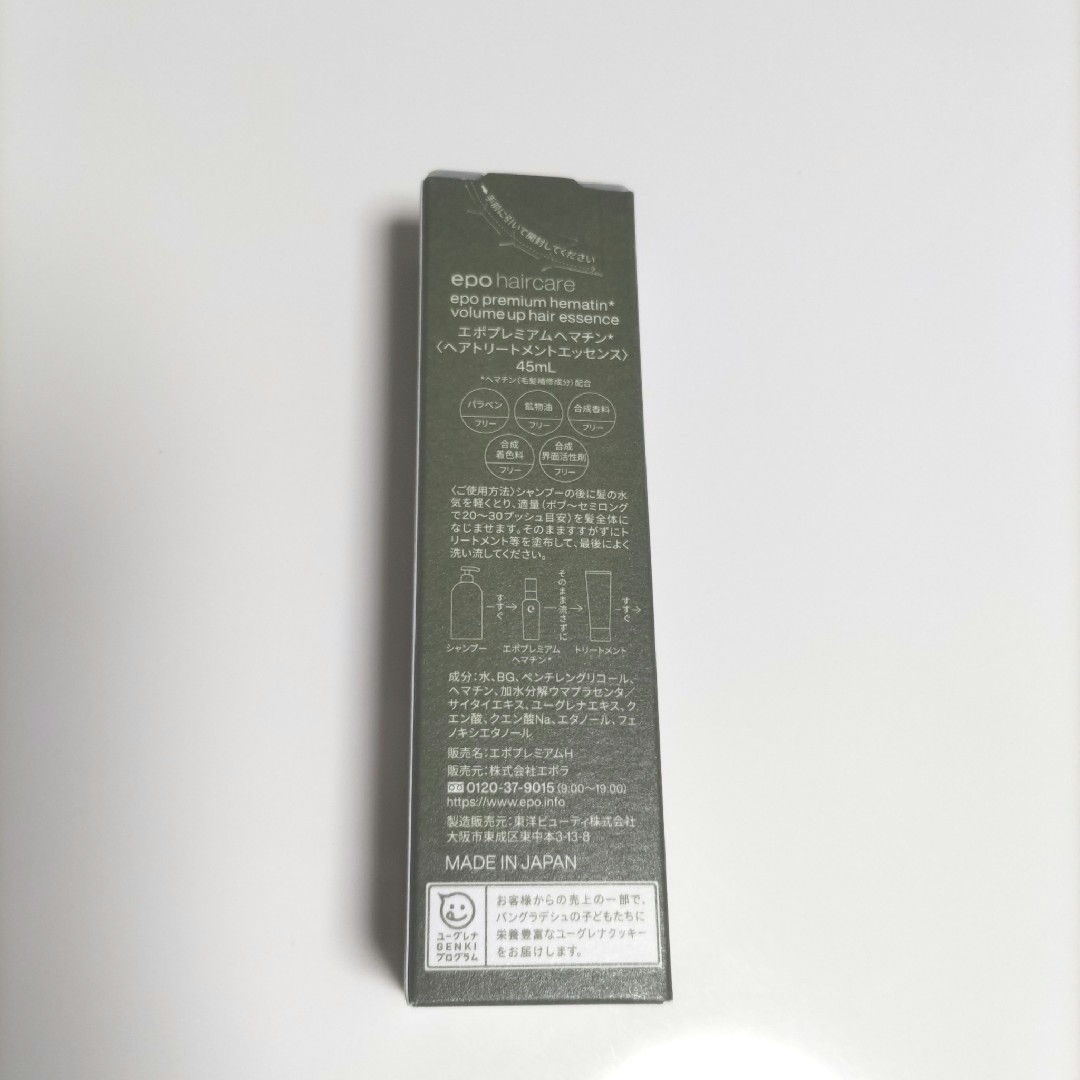 手前に引いて開封してください
epo haircare
epo premium hematin*
volume up hair essence
エポプレミアムヘマチン*
〈ヘアトリートメントエッセンス〉
45mL
*ヘマチン(毛髪補修成分)配合
パラベン
フリー
鉱物油
フリー
合成香料
フリー
合成
着色料
フリー
合成
界面活性剤
フリー
〈ご使用方法〉シャンプーの後に髪の水
気を軽くとり、適量(ボブ〜セミロング
で20〜30プッシュ目安)を髪全体に
なじませます。そのまますすがずにト
リートメント等を塗布して、最後によく
洗い流してください。
すすぐ
そのまま流さずに
すすぐ
シャンプー
エポプレミアム
ヘマチン*
トリートメント
成分:水、BG、ペンチレングリコール、
ヘマチン、加水分解ウマプラセンタ/
サイタイエキス、ユーグレナエキス、ク
エン酸、クエン酸Na、エタノール、フェ
ノキシエタノール
販売名:エポプレミアムH
販売元:株式会社エポラ
0120-37-9015(9:00〜19:00)
https://www.epo.info
製造販売元:東洋ビューティ株式会社
大阪市東成区東中本3-13-8
MADE IN JAPAN
ユーグレナ
GENKI
プログラム
お客様からの売上の一部で、
バングラデシュの子どもたちに
栄養豊富なユーグレナクッキー
をお届けします。